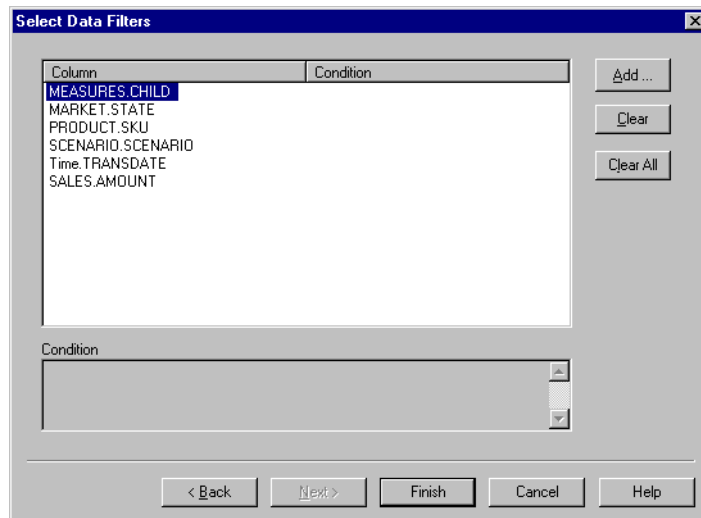 Select Data Filters
Column Condition
Add ...
MEASURES.CHILD
MARKET.STATE
PRODUCT.SKU
Clear
SCENARIO.SCENARIO
Time.TRANSDATE
Clear All
SALES.AMOUNT
Condition
< Back Next > Finish Cancel Help